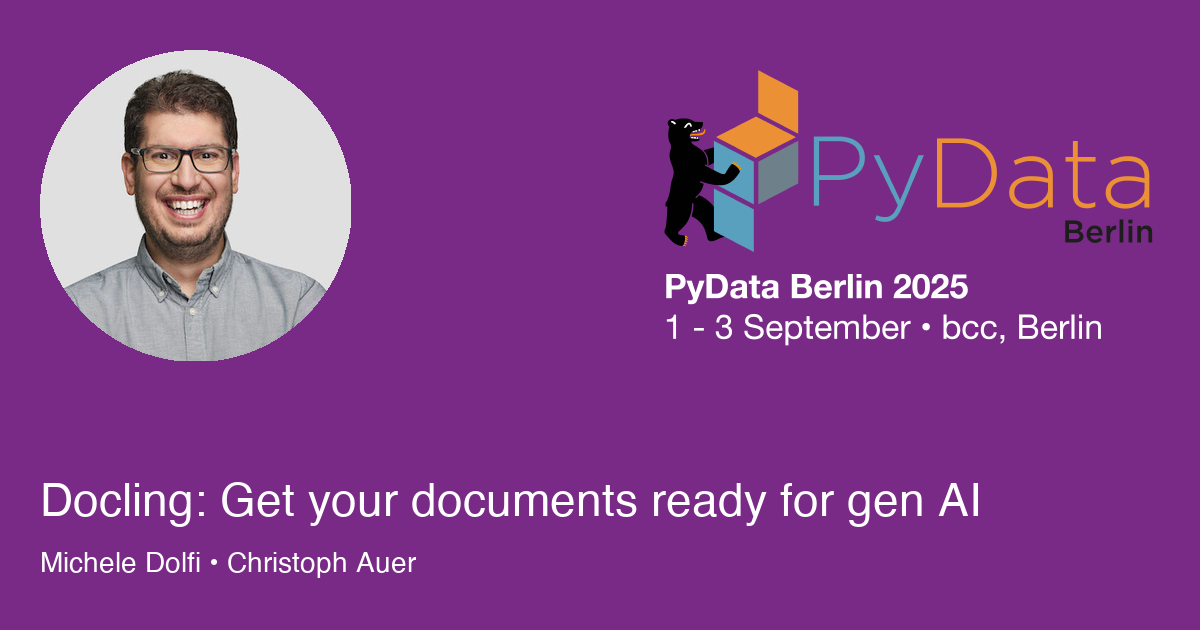 PyData
Berlin
PyData Berlin 2025
1 - 3 September • bcc, Berlin
Docling: Get your documents ready for gen AI
Michele Dolfi • Christoph Auer